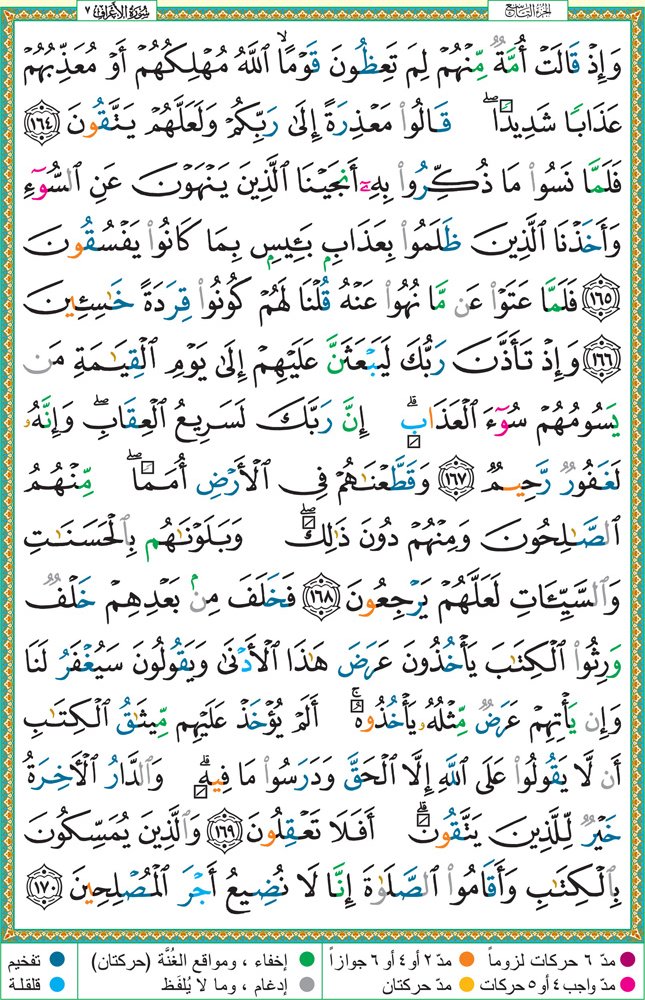 الجزء التاسع
سورة الأعراف ٧
وَإِذۡ قَالَتۡ أُمَّةٞ مِّنۡهُمۡ لِمَ تَعِظُونَ قَوۡمًا ٱللَّهُ مُهۡلِكُهُمۡ أَوۡ مُعَذِّبُهُمۡ
عَذَابٗا شَدِيدٗاۖ قَالُواْ مَعۡذِرَةً إِلَىٰ رَبِّكُمۡ وَلَعَلَّهُمۡ يَتَّقُونَ ١٦٤
فَلَمَّا نَسُواْ مَا ذُكِّرُواْ بِهِۦٓ أَنجَيۡنَا ٱلَّذِينَ يَنۡهَوۡنَ عَنِ ٱلسُّوٓءِ
وَأَخَذۡنَا ٱلَّذِينَ ظَلَمُواْ بِعَذَابِۭ بَـِٔيسِۭ بِمَا كَانُواْ يَفۡسُقُونَ
١٦٥ فَلَمَّا عَتَوۡاْ عَن مَّا نُهُواْ عَنۡهُ قُلۡنَا لَهُمۡ كُونُواْ قِرَدَةً خَٰسِـِٔينَ
١٦٦ وَإِذۡ تَأَذَّنَ رَبُّكَ لَيَبۡعَثَنَّ عَلَيۡهِمۡ إِلَىٰ يَوۡمِ ٱلۡقِيَٰمَةِ مَن
يَسُومُهُمۡ سُوٓءَ ٱلۡعَذَابِۗ إِنَّ رَبَّكَ لَسَرِيعُ ٱلۡعِقَابِۖ وَإِنَّهُۥ
لَغَفُورٞ رَّحِيمٞ ١٦٧ وَقَطَّعۡنَٰهُمۡ فِي ٱلۡأَرۡضِ أُمَمٗاۖ مِّنۡهُمُ
ٱلصَّٰلِحُونَ وَمِنۡهُمۡ دُونَ ذَٰلِكَۖ وَبَلَوۡنَٰهُم بِٱلۡحَسَنَٰتِ
وَٱلسَّيِّـَٔاتِ لَعَلَّهُمۡ يَرۡجِعُونَ ١٦٨ فَخَلَفَ مِنۢ بَعۡدِهِمۡ خَلۡفٞ
وَرِثُواْ ٱلۡكِتَٰبَ يَأۡخُذُونَ عَرَضَ هَٰذَا ٱلۡأَدۡنَىٰ وَيَقُولُونَ سَيُغۡفَرُ لَنَا
وَإِن يَأۡتِهِمۡ عَرَضٞ مِّثۡلُهُۥ يَأۡخُذُوهُۚ أَلَمۡ يُؤۡخَذۡ عَلَيۡهِم مِّيثَٰقُ ٱلۡكِتَٰبِ
أَن لَّا يَقُولُواْ عَلَى ٱللَّهِ إِلَّا ٱلۡحَقَّ وَدَرَسُواْ مَا فِيهِۗ وَٱلدَّارُ ٱلۡأٓخِرَةُ
خَيۡرٞ لِّلَّذِينَ يَتَّقُونَۗ أَفَلَا تَعۡقِلُونَ ١٦٩ وَٱلَّذِينَ يُمَسِّكُونَ
بِٱلۡكِتَٰبِ وَأَقَامُواْ ٱلصَّلَوٰةَ إِنَّا لَا نُضِيعُ أَجۡرَ ٱلۡمُصۡلِحِينَ ١٧٠
مدّ ٦ حركات لزوماً مدّ ٢ أو ٤ أو ٦ جوازاً إخفاء ، ومواقع الغُنَّة (حركتان) تفخيم
مدّ واجب ٤ أو ٥ حركات مدّ حركتان إدغام ، وما لا يُلفَظ قلقلة